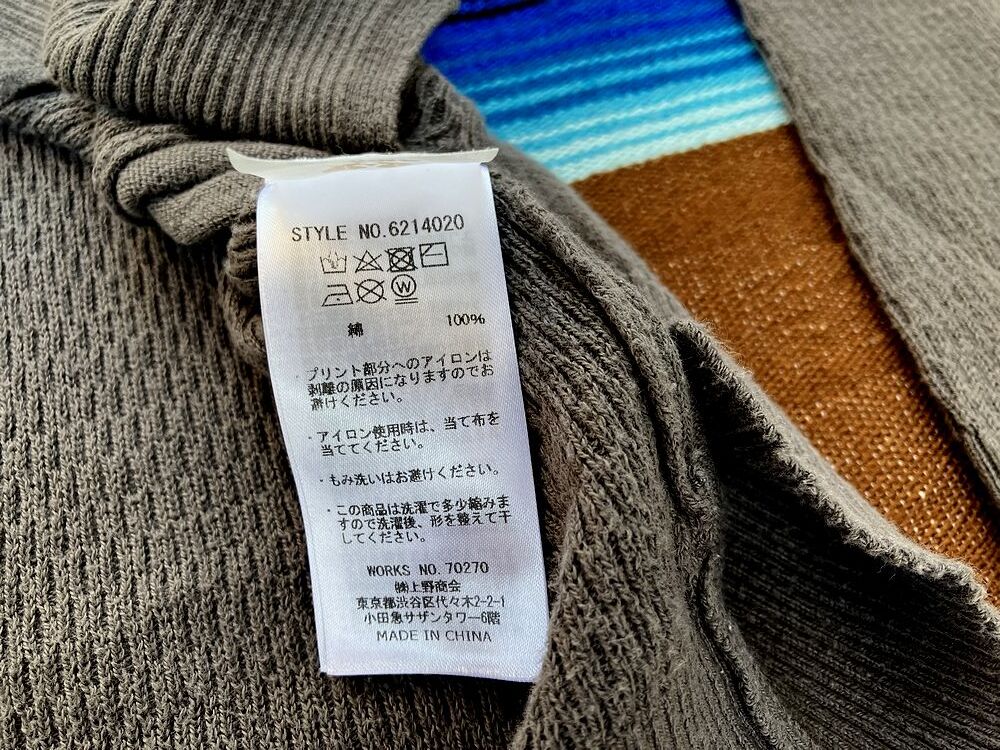 STYLE NO.6214020
綿 100%
・プリント部分へのアイロンは
剥離の原因になりますのでお
避けください。
・アイロン使用時は、当て布を
当ててください。
・もみ洗いはお避けください。
・この商品は洗濯で多少縮みま
すので洗濯後、形を整えて干
してください。
WORKS NO.70270
㈱上野商会
東京都渋谷区代々木2-2-1
小田急サザンタワー6階
MADE IN CHINA